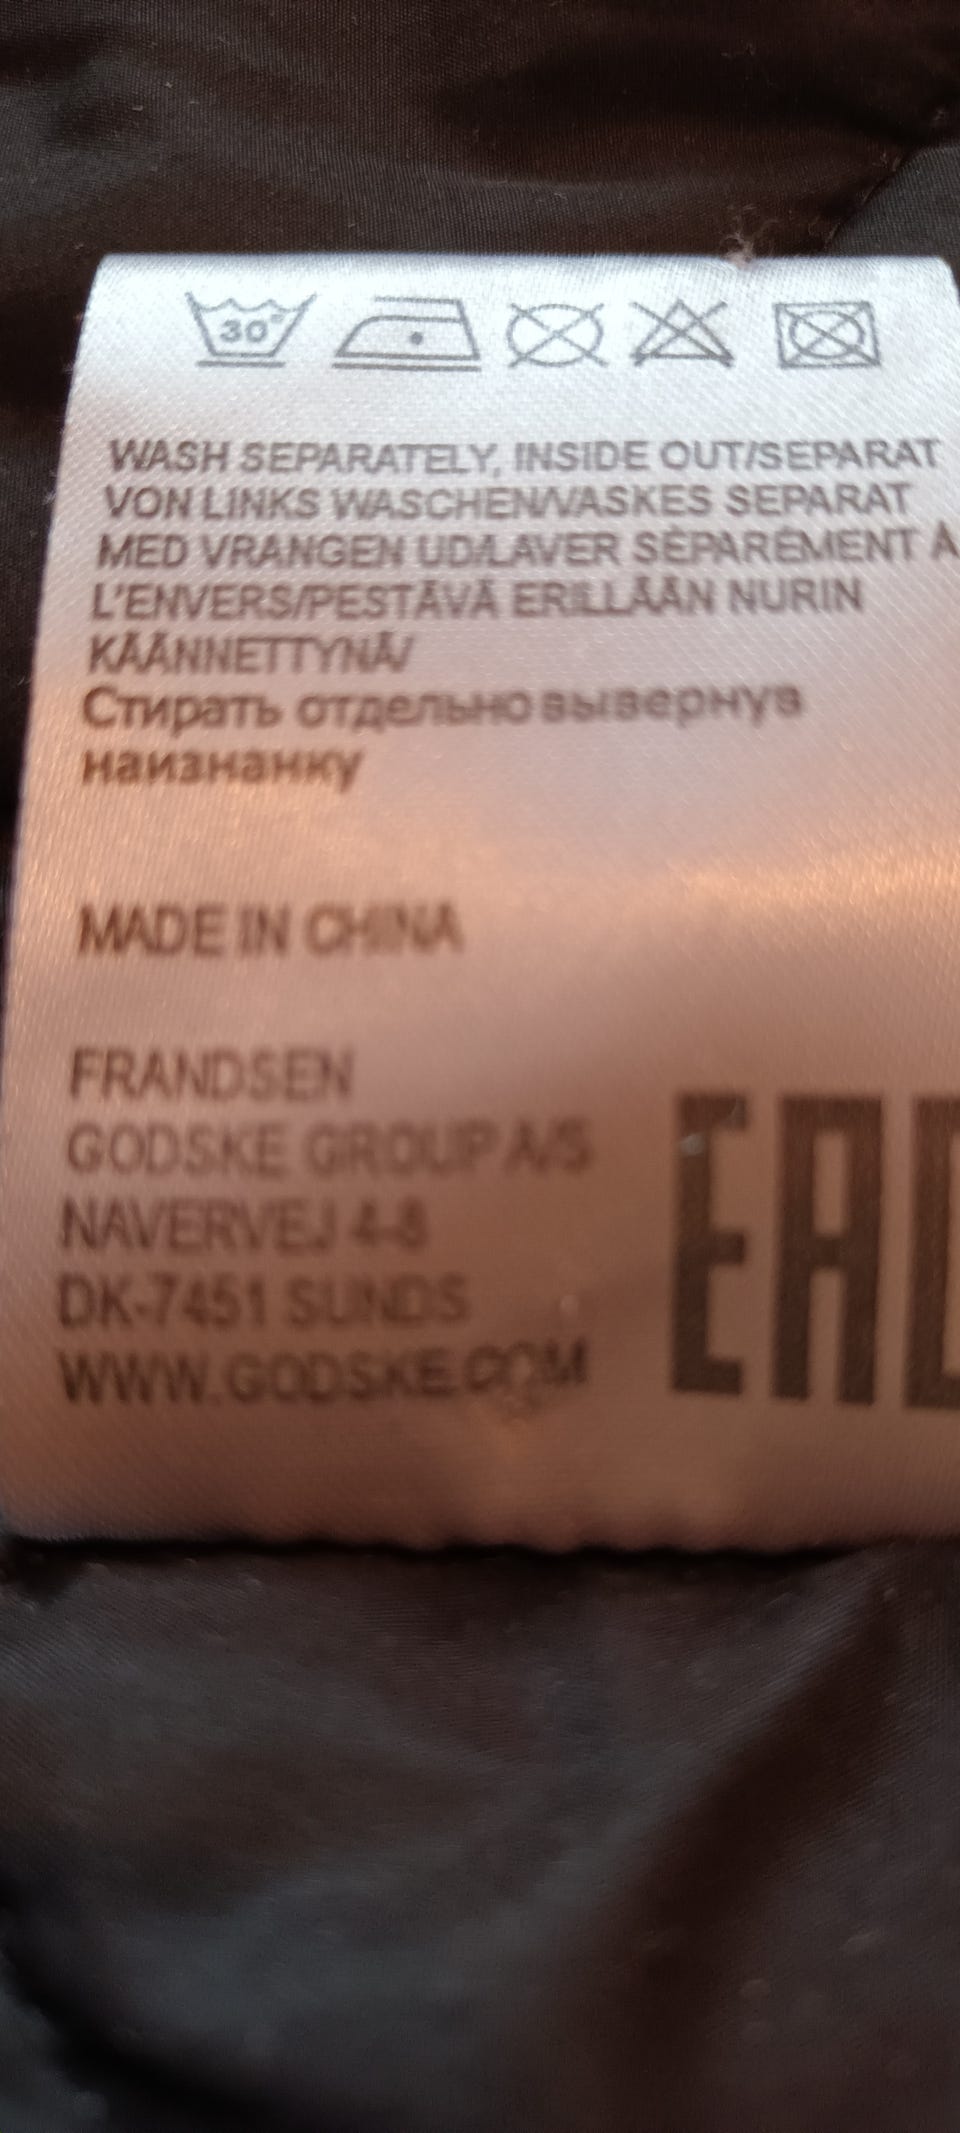 30°
WASH SEPARATELY, INSIDE OUT/SEPARAT
VON LINKS WASCHEN/VASKES SEPARAT
MED VRANGEN UD/LAVER SÉPARÉMENT À
L'ENVERS/PESTÄVÄ ERILLÄÄN NURIN
KÄÄNNETTYNÄ/
Стирать отдельно вывернув
наизнанку
MADE IN CHINA
FRANDSEN
GODSKE GROUP A/S
NAVERVEJ 4-8
DK-7451 SUNDS
WWW.GODSKE.COM
EAC